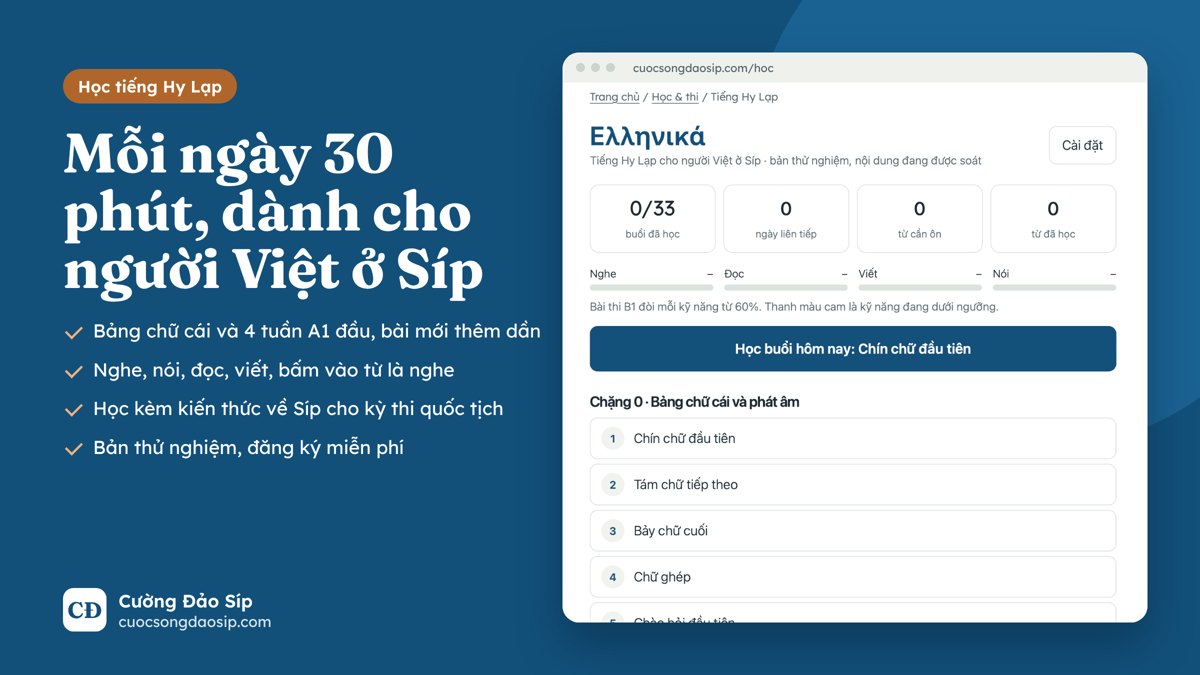 Học tiếng Hy Lạp
Mỗi ngày 30
phút, dành cho
người Việt ở Síp
Bảng chữ cái và 4 tuần A1 đầu, bài mới thêm dần
Nghe, nói, đọc, viết, bấm vào từ là nghe
Học kèm kiến thức về Síp cho kỳ thi quốc tịch
Bản thử nghiệm, đăng ký miễn phí
CĐ
Cường Đảo Síp
cuocsongdaosip.com
cuocsongdaosip.com/hoc
Trang chủ / Học & thi / Tiếng Hy Lạp
Ελληνικά
Tiếng Hy Lạp cho người Việt ở Síp · bản thử nghiệm, nội dung đang được soát
Cài đặt
0/33
buổi đã học
0
ngày liên tiếp
0
từ cần ôn
0
từ đã học
Nghe –
Đọc –
Viết –
Nói –
Bài thi B1 đòi mỗi kỹ năng từ 60%. Thanh màu cam là kỹ năng đang dưới ngưỡng.
Học buổi hôm nay: Chín chữ đầu tiên
Chặng 0 · Bảng chữ cái và phát âm
1 Chín chữ đầu tiên
2 Tám chữ tiếp theo
3 Bảy chữ cuối
4 Chữ ghép
5 Chào hỏi đầu tiên